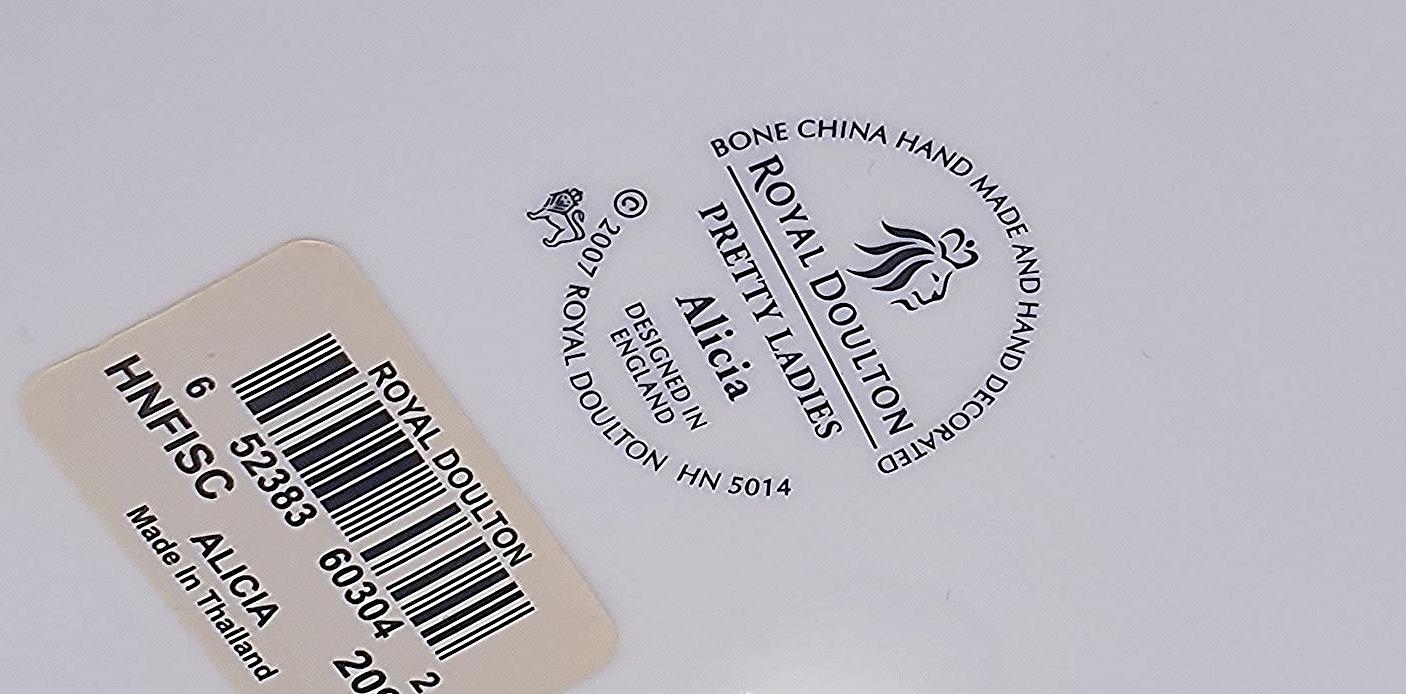 BONE CHINA HAND MADE AND HAND DECORATED
ROYAL DOULTON
PRETTY LADIES
Alicia
DESIGNED IN
ENGLAND
© 2007 ROYAL DOULTON HN 5014
ROYAL DOULTON
6 52383 60304 2
HNFISC ALICIA
Made In Thailand